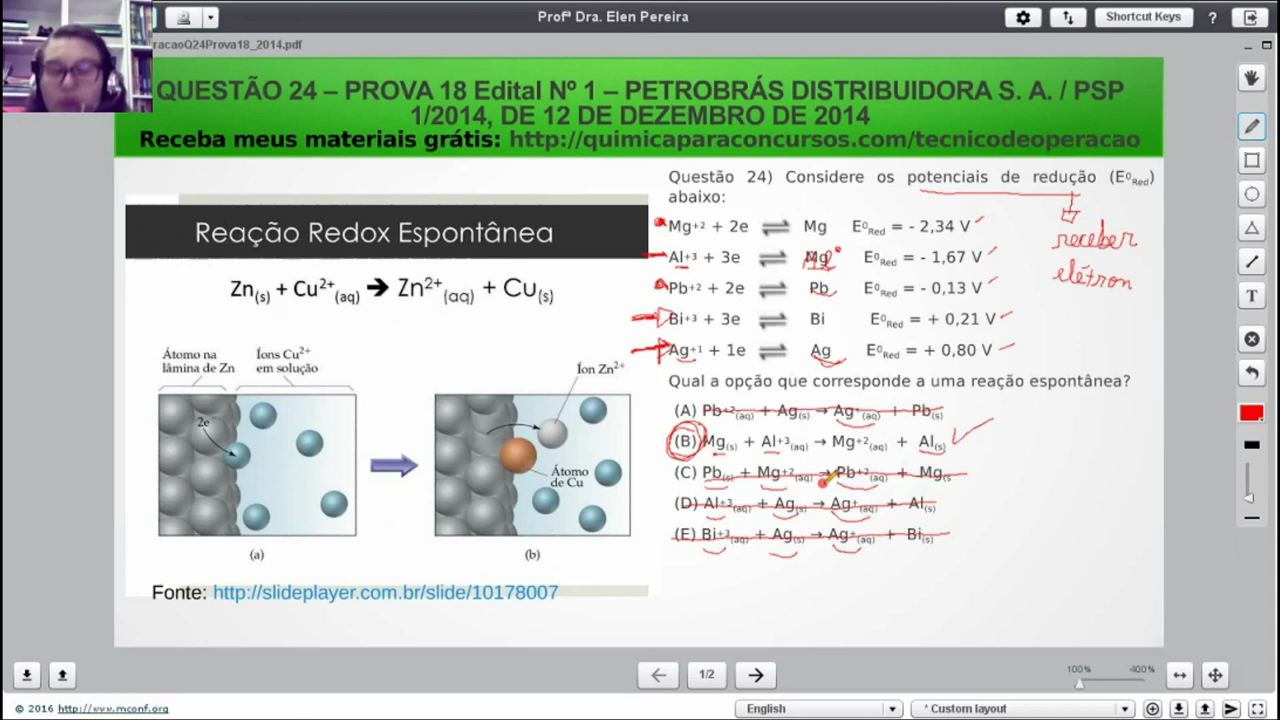 Profª Dra. Elen Pereira
Shortcut Keys
?
racaoQ24Prova18_2014.pdf
QUESTÃO 24 – PROVA 18 Edital Nº 1 – PETROBRÁS DISTRIBUIDORA S. A. / PSP
1/2014, DE 12 DE DEZEMBRO DE 2014
Receba meus materiais grátis: http://quimicaparaconcursos.com/tecnicodeoperacao
Reação Redox Espontânea
Zn(s) + Cu2+(aq) → Zn2+(aq) + Cu(s)
Átomo na
lâmina de Zn
Íons Cu2+
em solução
2e-
(a)
Íon Zn2+
Átomo
de Cu
(b)
Fonte: http://slideplayer.com.br/slide/10178007
Questão 24) Considere os potenciais de redução (E0Red)
abaixo:
Mg+2 + 2e ⇌ Mg E0Red = - 2,34 V
Al+3 + 3e ⇌ Mg E0Red = - 1,67 V
Pb+2 + 2e ⇌ Pb E0Red = - 0,13 V
Bi+3 + 3e ⇌ Bi E0Red = + 0,21 V
Ag+1 + 1e ⇌ Ag E0Red = + 0,80 V
receber
elétron
Qual a opção que corresponde a uma reação espontânea?
(A) Pb+2(aq) + Ag(s) → Ag+(aq) + Pb(s)
(B) Mg(s) + Al+3(aq) → Mg+2(aq) + Al(s)
(C) Pb(s) + Mg+2(aq) → Pb+2(aq) + Mg(s
(D) Al+3(aq) + Ag(s) → Ag+(aq) + Al(s)
(E) Bi+3(aq) + Ag(s) → Ag+(aq) + Bi(s)
T
1/2
100% 400%
© 2016 http://www.mconf.org
English
* Custom layout